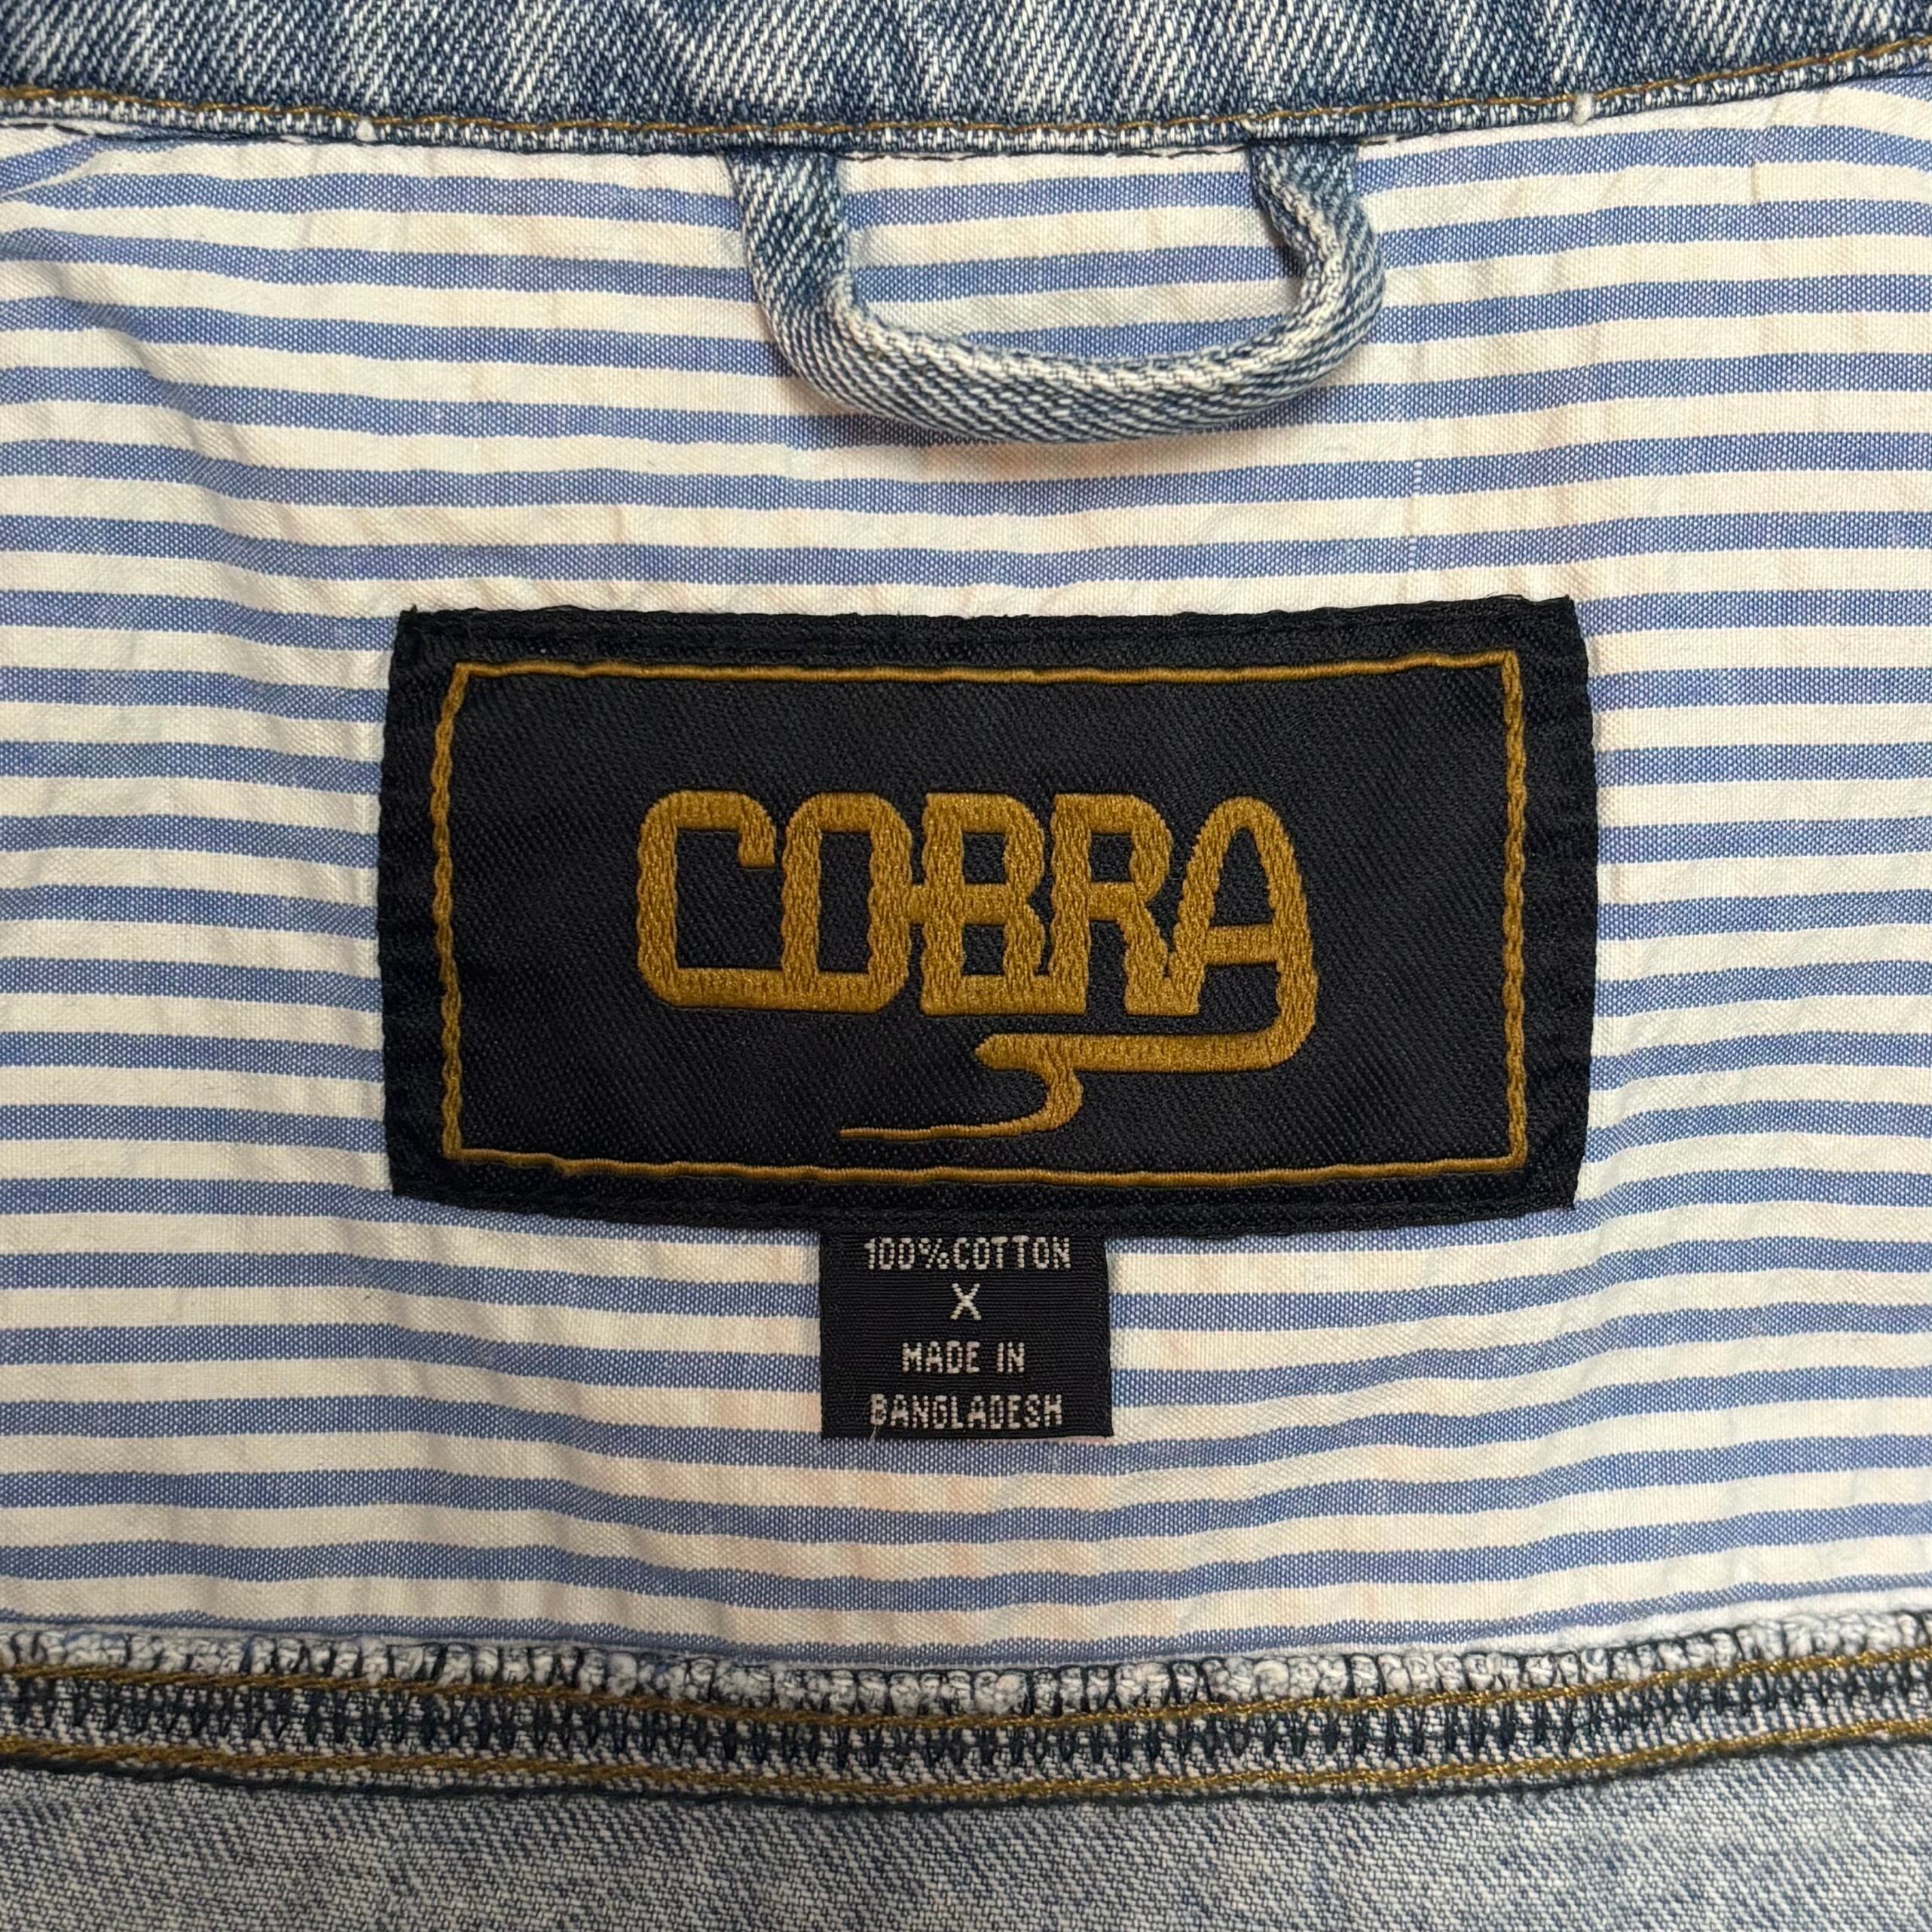 COBRA
100%COTTON
X
MADE IN
BANGLADESH